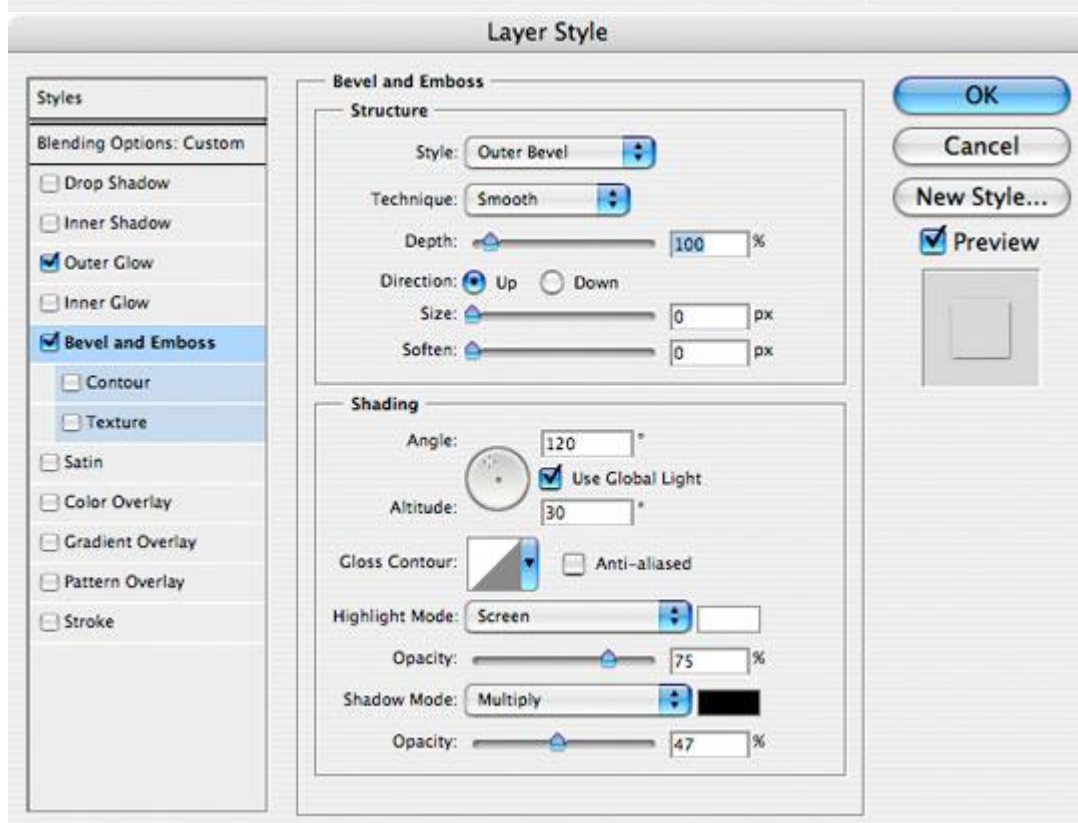 Layer Style
Styles
Blending Options: Custom
Drop Shadow
Inner Shadow
Outer Glow
Inner Glow
Bevel and Emboss
Contour
Texture
Satin
Color Overlay
Gradient Overlay
Pattern Overlay
Stroke
Bevel and Emboss
Structure
Style: Outer Bevel
Technique: Smooth
Depth: 100 %
Direction: Up Down
Size: 0 px
Soften: 0 px
Shading
Angle: 120 °
Use Global Light
Altitude: 30 °
Gloss Contour: Anti-aliased
Highlight Mode: Screen
Opacity: 75 %
Shadow Mode: Multiply
Opacity: 47 %
OK
Cancel
New Style...
Preview